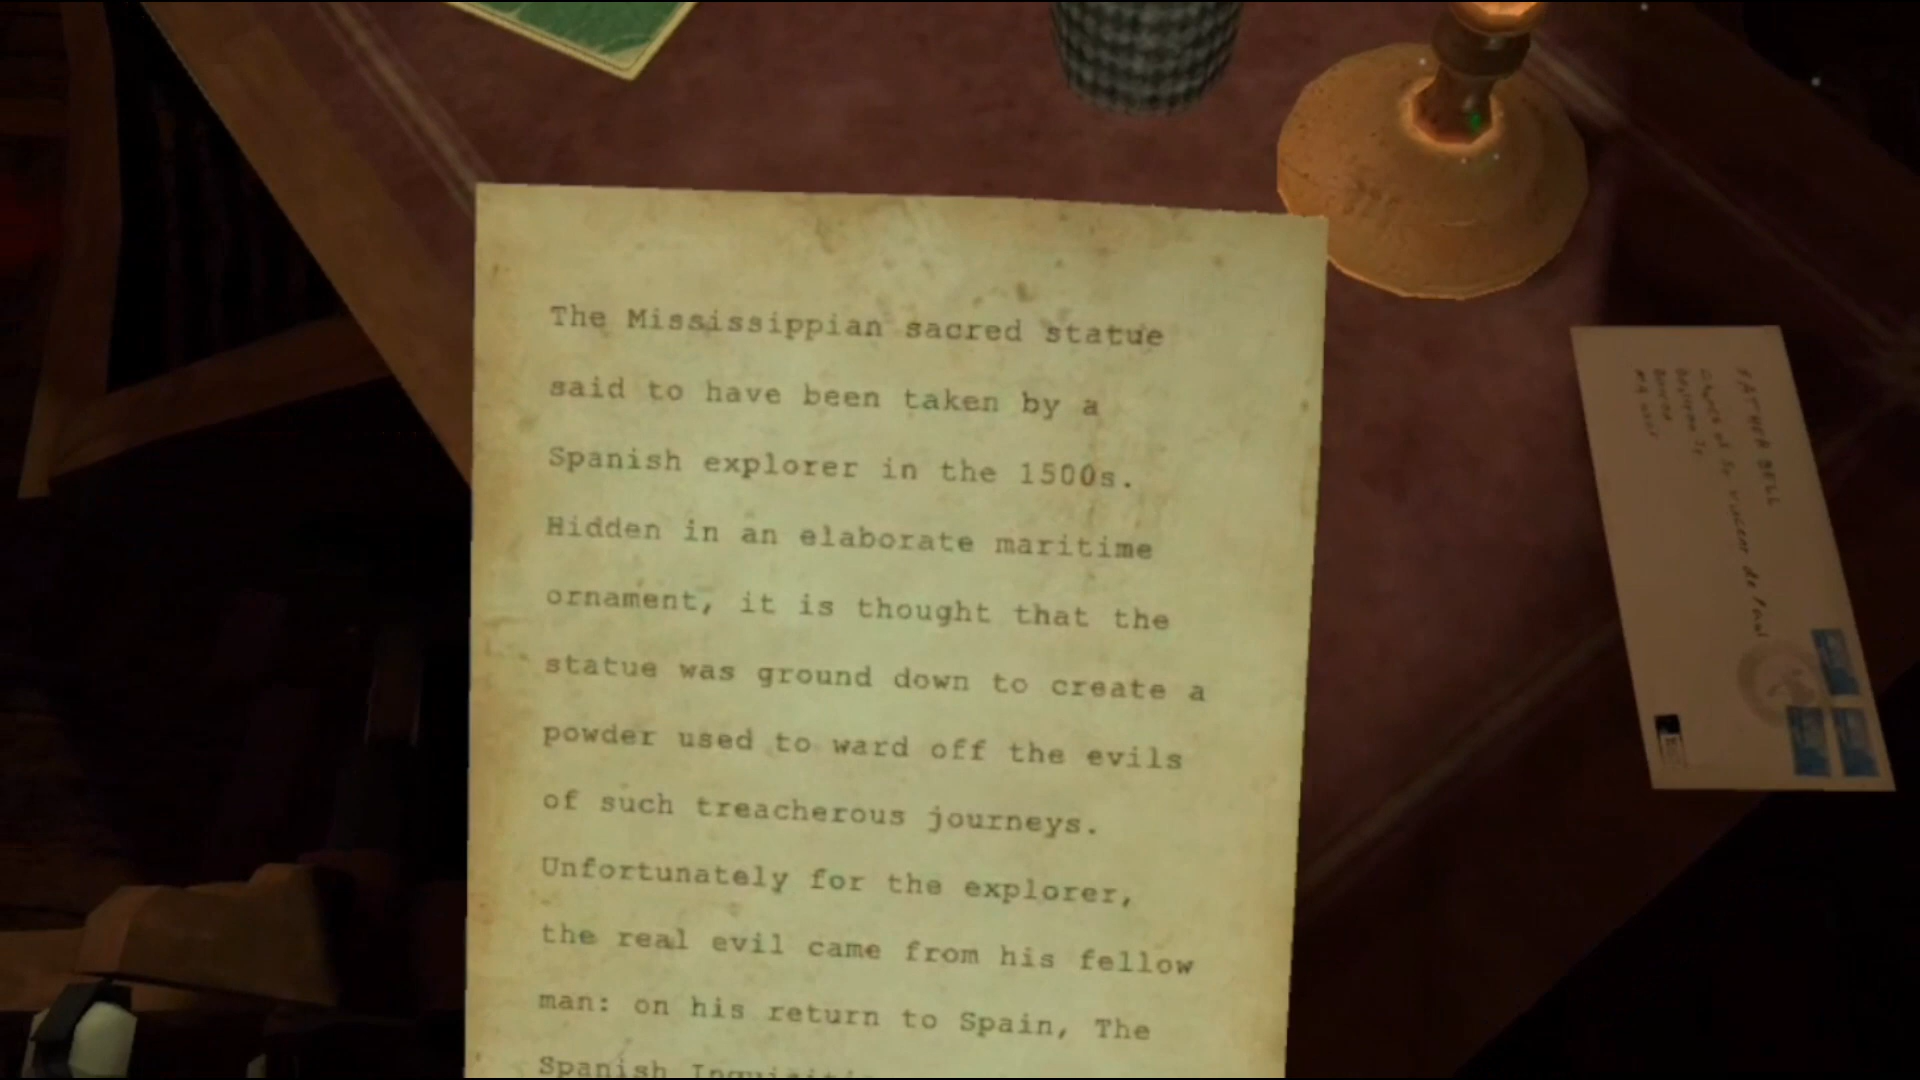 The Mississippian sacred statue
said to have been taken by a
Spanish explorer in the 1500s.
Hidden in an elaborate maritime
ornament, it is thought that the
statue was ground down to create a
powder used to ward off the evils
of such treacherous journeys.
Unfortunately for the explorer,
the real evil came from his fellow
man: on his return to Spain, The
Spanish
FATHER BELL